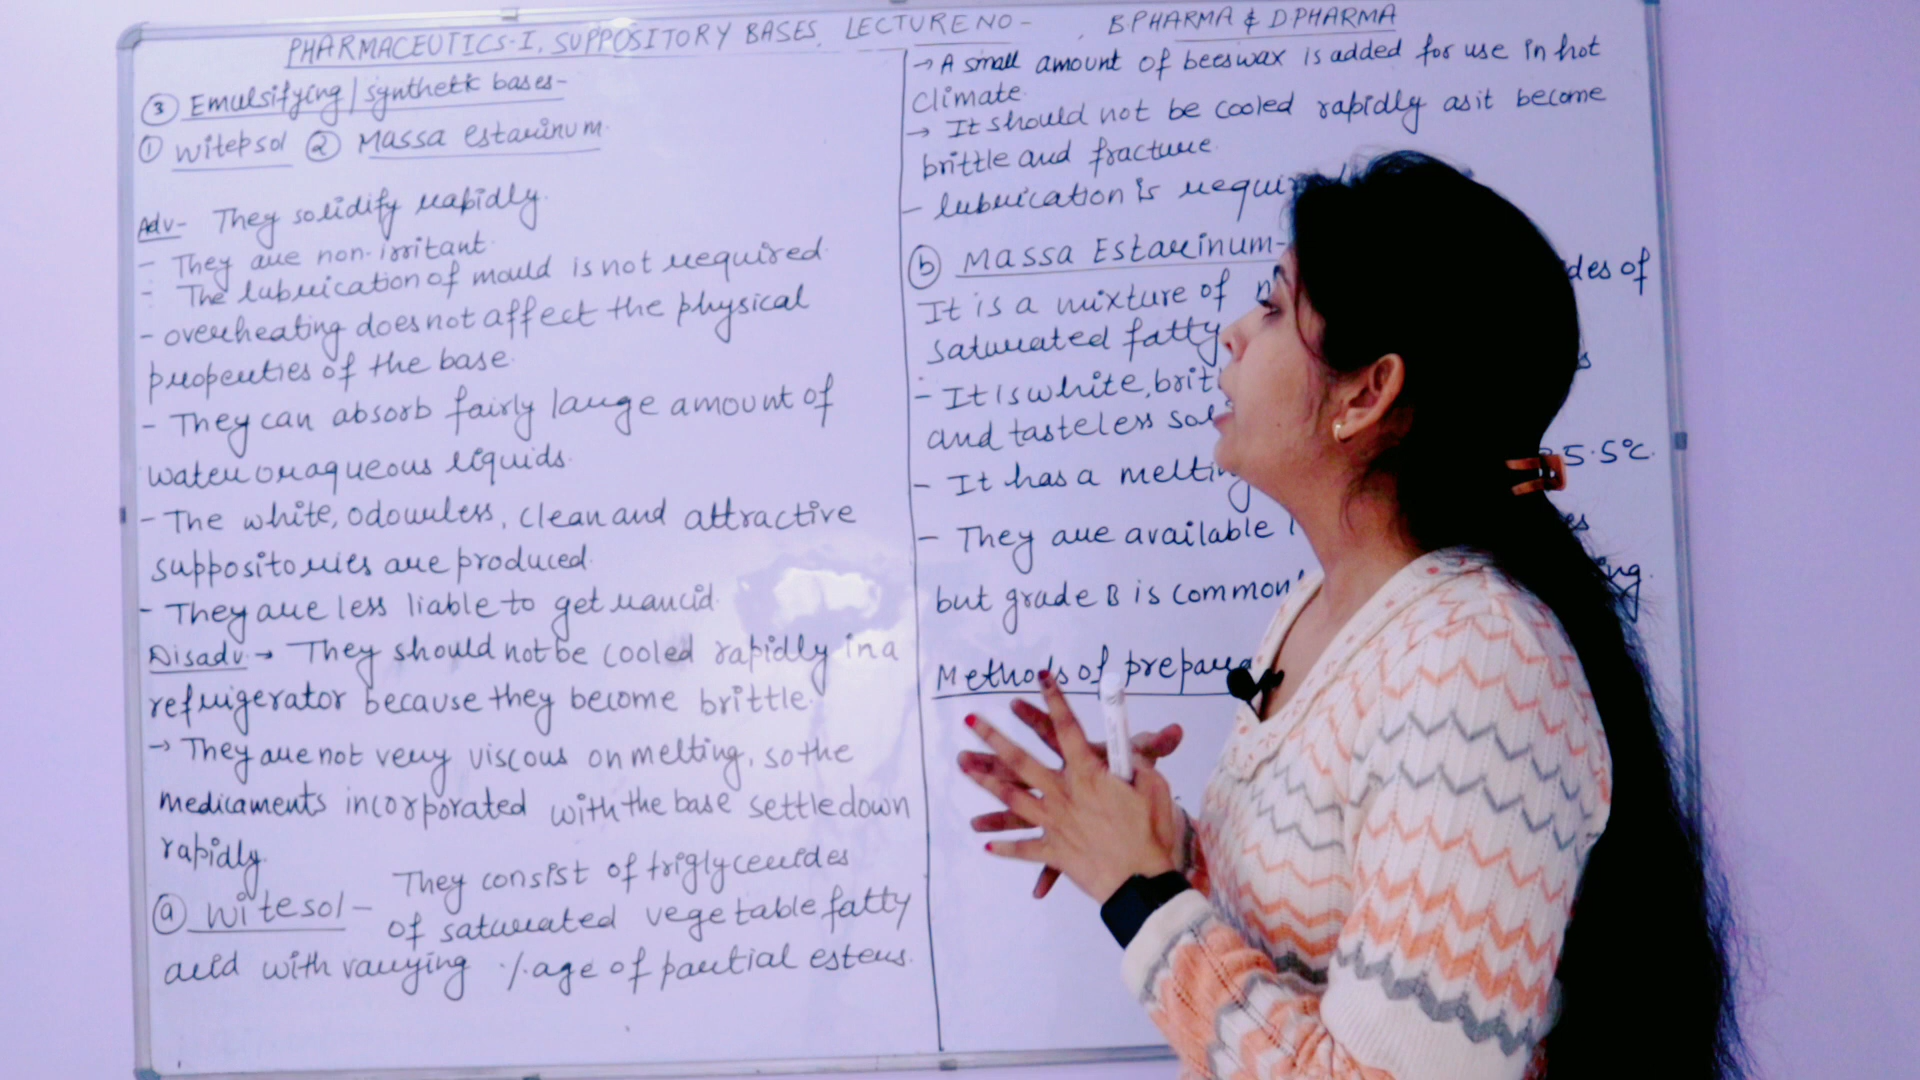 PHARMACEUTICS-I, SUPPOSITORY BASES, LECTURE NO - , B.PHARMA & D.PHARMA
③ Emulsifying/synthetic bases-
① witepsol ② Massa estarinum.
Adv- They solidify rapidly.
- They are non-irritant.
- The lubrication of mould is not required.
- overheating does not affect the physical
properties of the base.
- They can absorb fairly large amount of
water or aqueous liquids.
- The white, odourless, clean and attractive
suppositories are produced.
- They are less liable to get rancid.
Disadv.→ They should not be cooled rapidly in a
refrigerator because they become brittle.
→ They are not very viscous on melting, so the
medicaments incorporated with the base settle down
rapidly.
ⓐ witesol - They consist of triglycerides
of saturated vegetable fatty
acid with varying %age of partial esters.
→ A small amount of beeswax is added for use in hot
climate.
→ It should not be cooled rapidly as it become
brittle and fracture.
- lubrication is
ⓑ Massa Estarinum-
It is a mixture of des of
saturated fatty
- It is white,
and tasteless
- It has a 5.5°C.
- They are available
but grade B is
Methods of